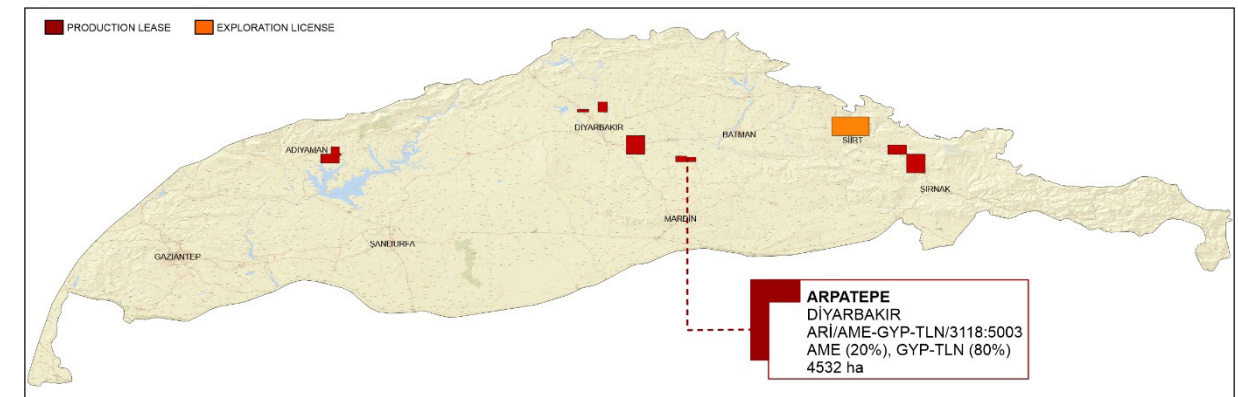 PRODUCTION LEASE
EXPLORATION LICENSE
DİYARBAKIR
BATMAN
SİİRT
ADIYAMAN
ŞIRNAK
MARDİN
ŞANLIURFA
GAZİANTEP
ARPATEPE
DİYARBAKIR
ARİ/AME-GYP-TLN/3118:5003
AME (20%), GYP-TLN (80%)
4532 ha